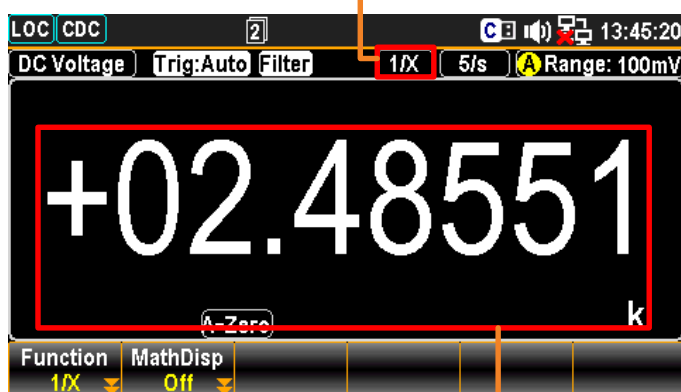 LOC CDC 2 C 13:45:20
DC Voltage Trig:Auto Filter 1/X 5/s A Range: 100mV
+02.48551
A-Zero k
Function MathDisp
1/X Off